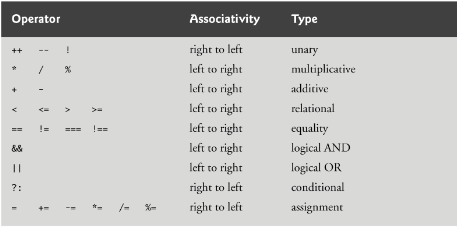 Operator Associativity Type
++ -- ! right to left unary
* / % left to right multiplicative
+ - left to right additive
< <= > >= left to right relational
== != === !== left to right equality
&& left to right logical AND
|| left to right logical OR
?: right to left conditional
= += -= *= /= %= right to left assignment